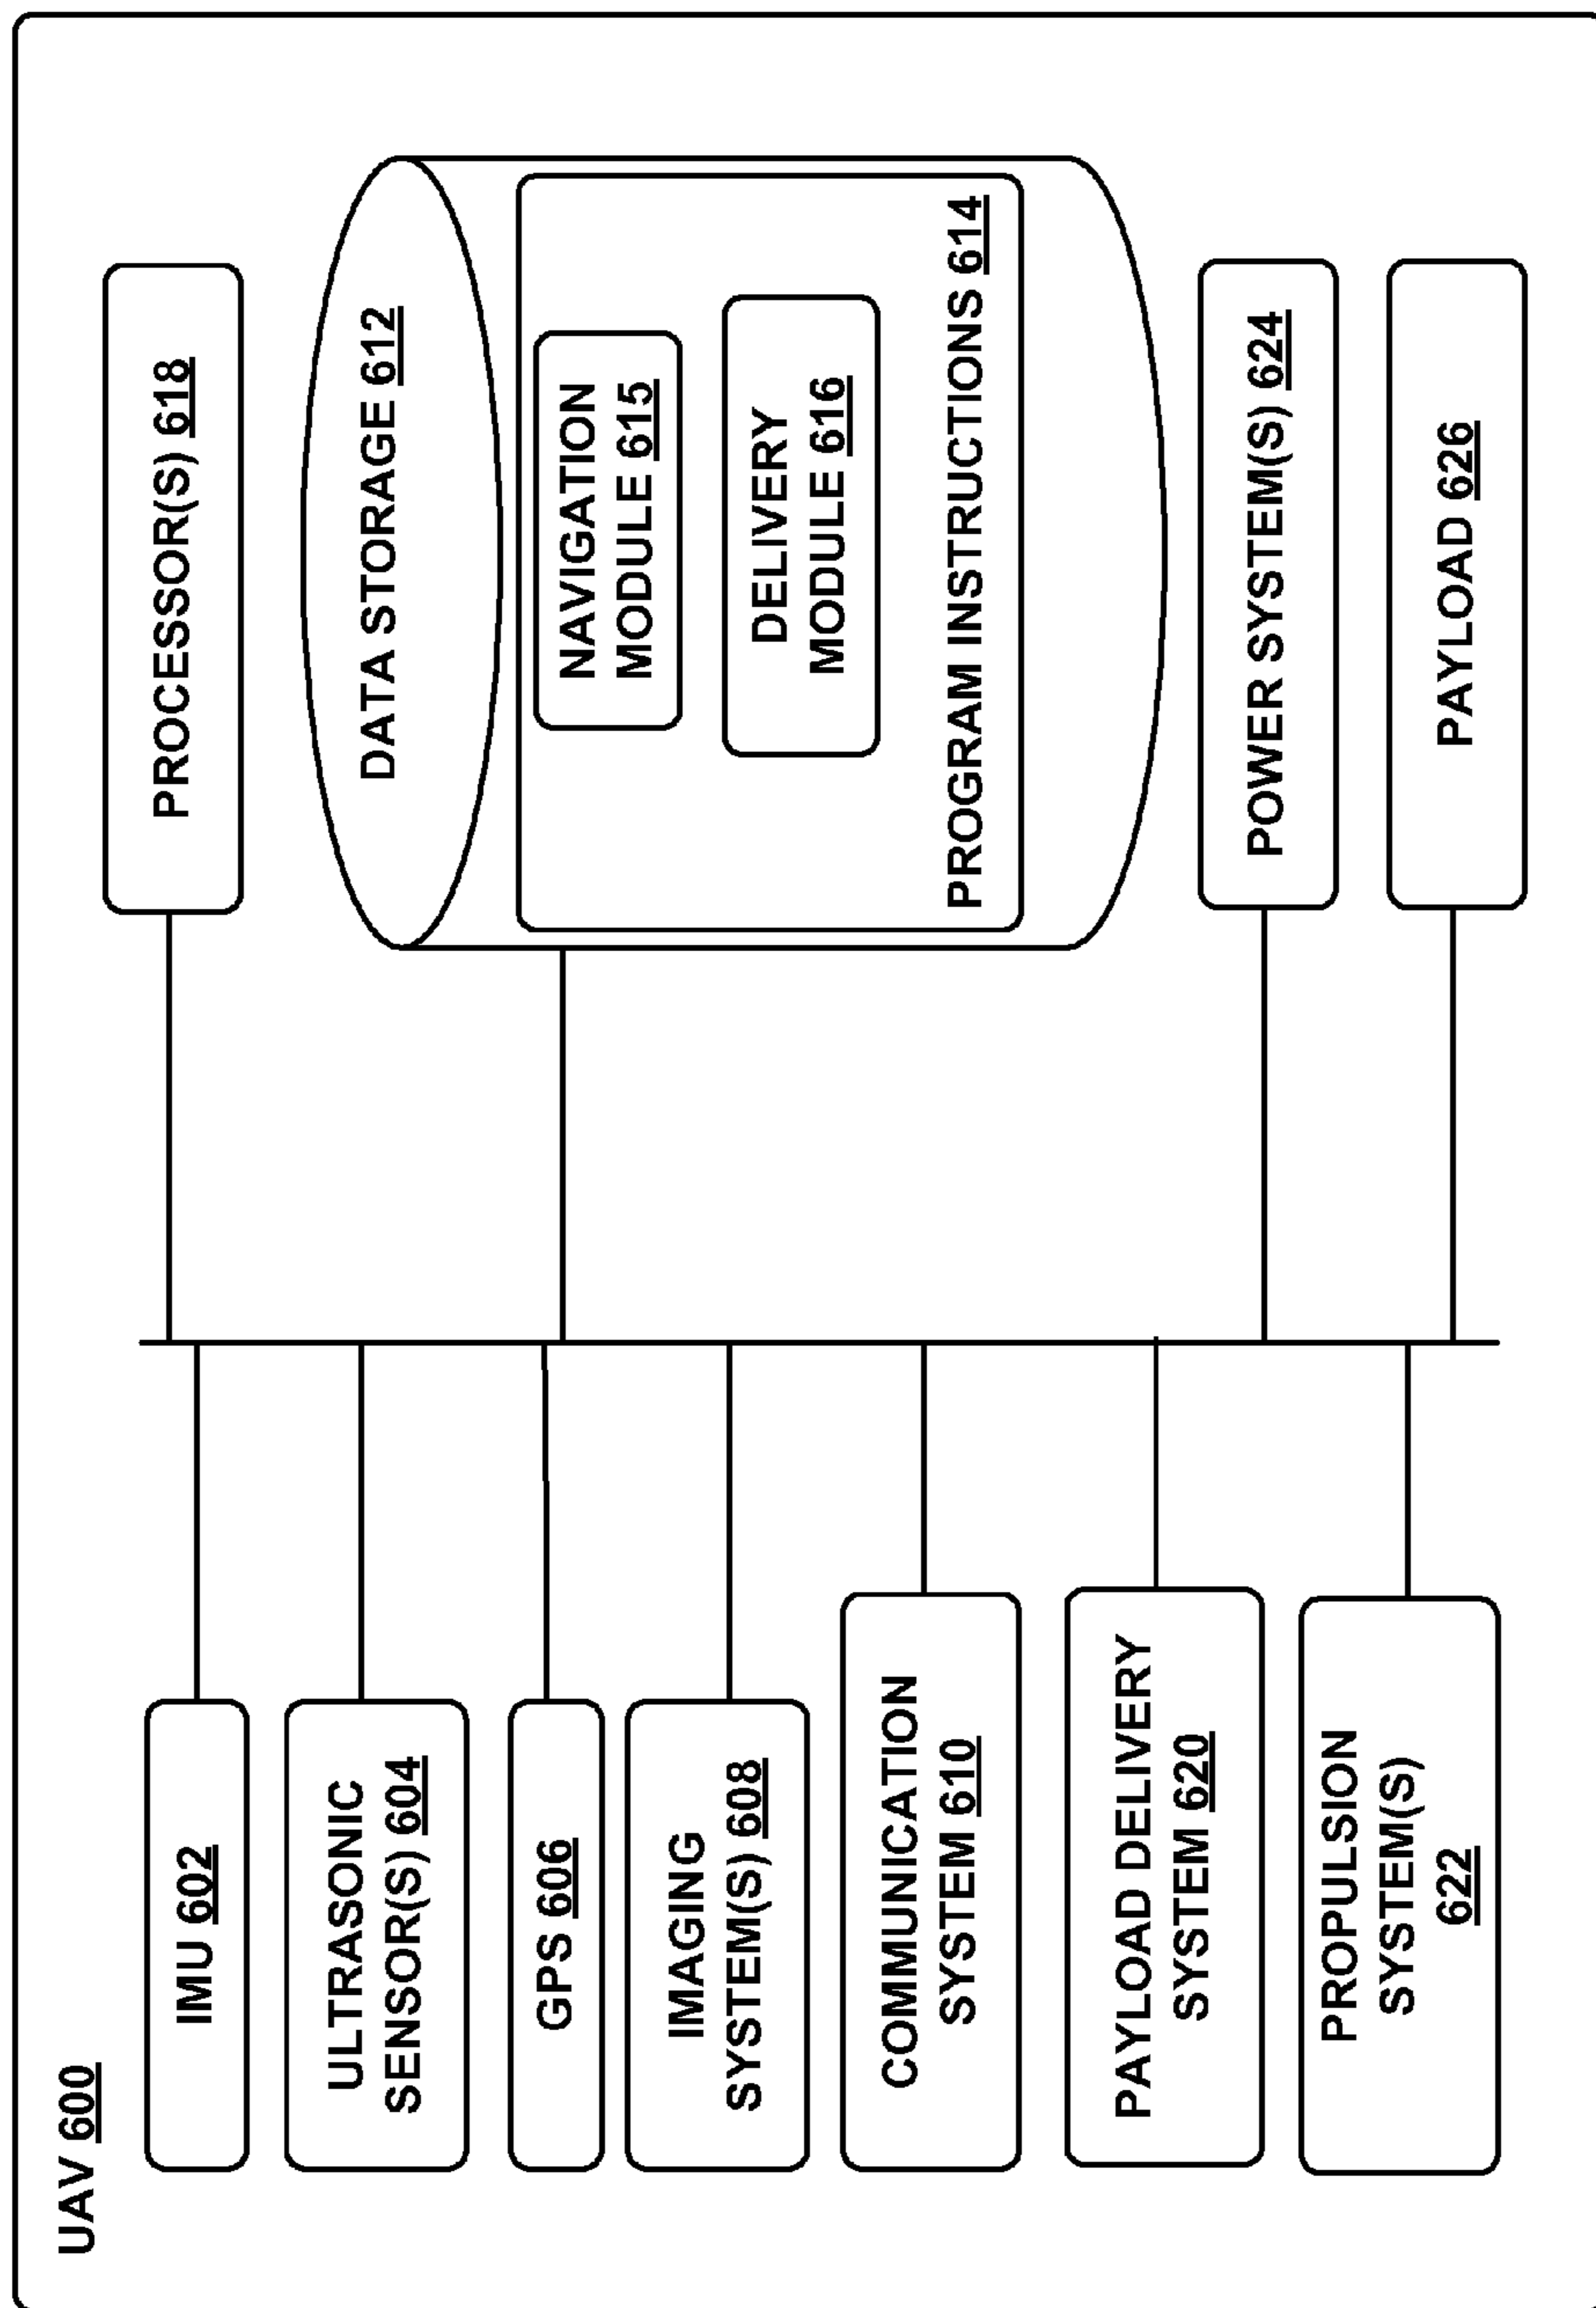 UAV 600
IMU 602
ULTRASONIC
SENSOR(S) 604
GPS 606
IMAGING
SYSTEM(S) 608
COMMUNICATION
SYSTEM 610
PAYLOAD DELIVERY
SYSTEM 620
PROPULSION
SYSTEM(S)
622
PROCESSOR(S) 618
DATA STORAGE 612
NAVIGATION
MODULE 615
DELIVERY
MODULE 616
PROGRAM INSTRUCTIONS 614
POWER SYSTEM(S) 624
PAYLOAD 626